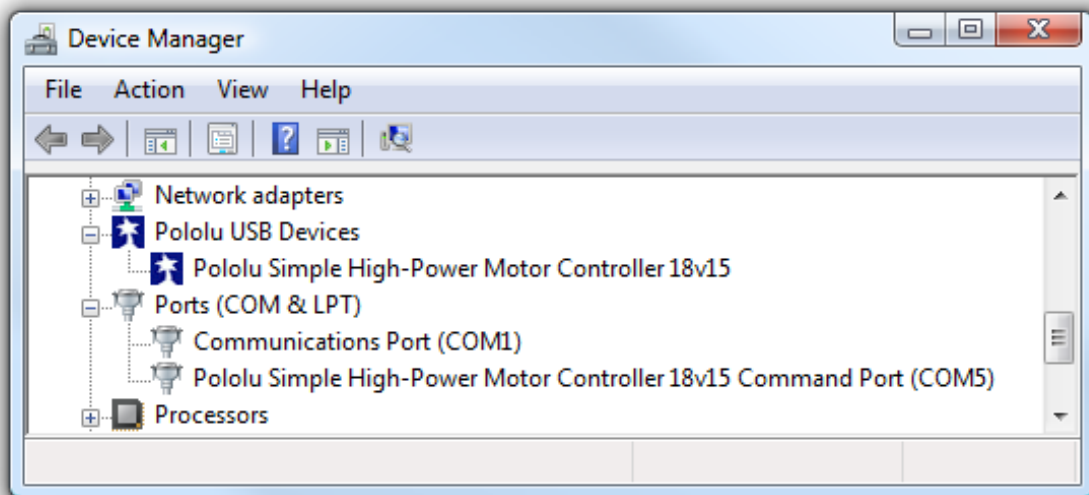 Device Manager
File Action View Help
Network adapters
Pololu USB Devices
Pololu Simple High-Power Motor Controller 18v15
Ports (COM & LPT)
Communications Port (COM1)
Pololu Simple High-Power Motor Controller 18v15 Command Port (COM5)
Processors